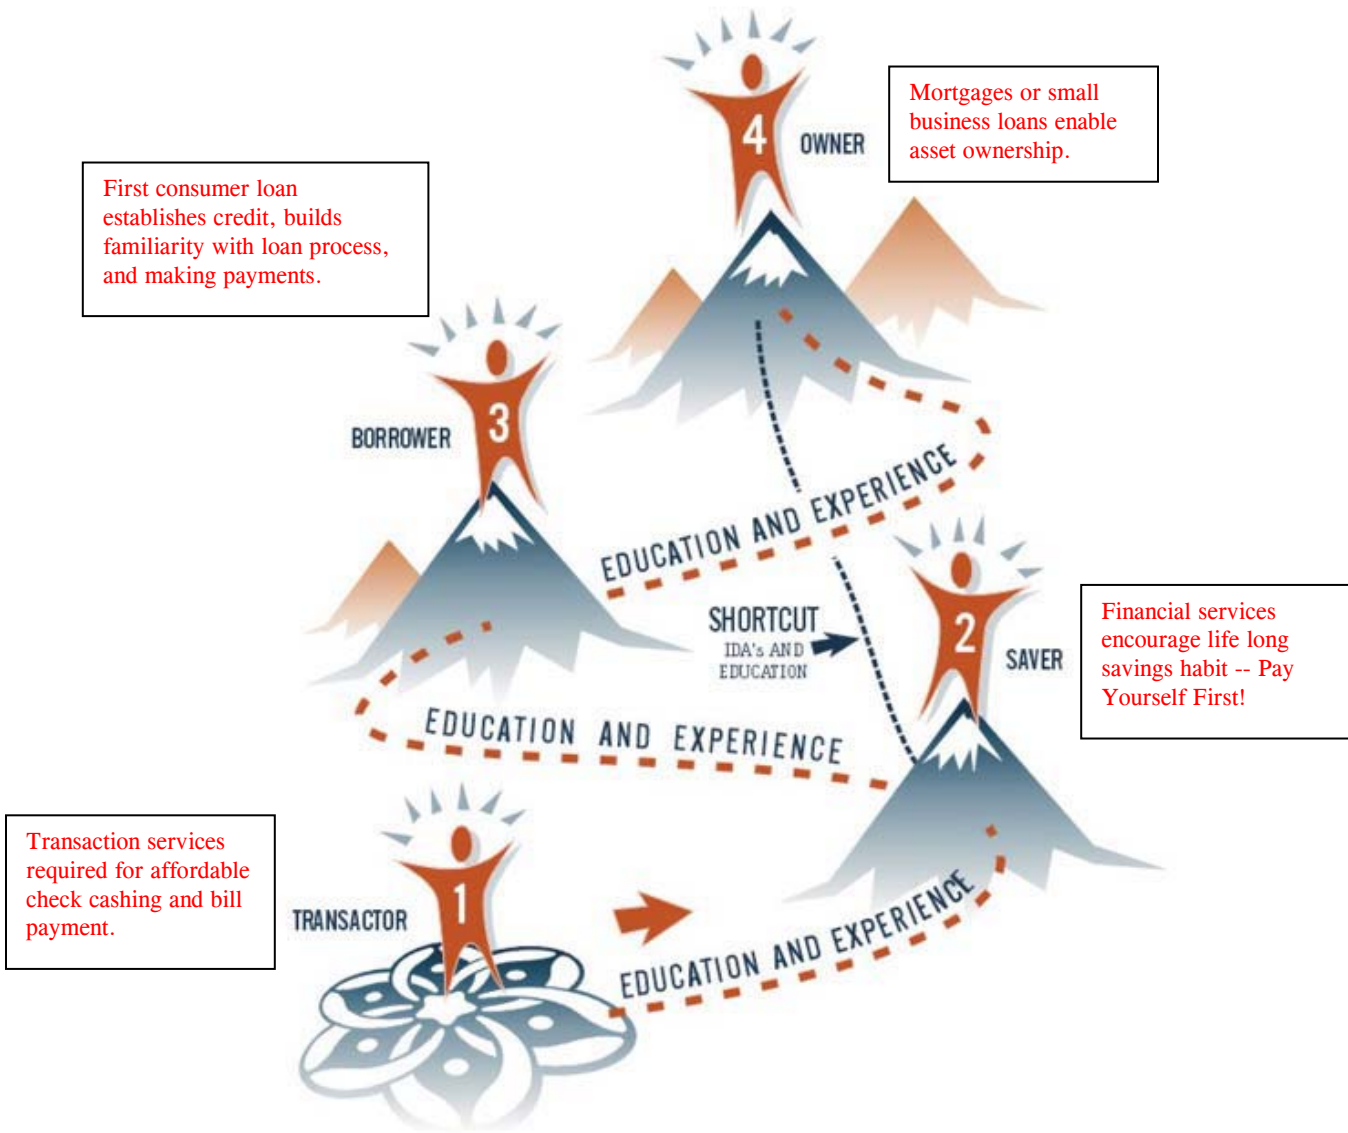 4
OWNER
Mortgages or small
business loans enable
asset ownership.
First consumer loan
establishes credit, builds
familiarity with loan process,
and making payments.
3
BORROWER
EDUCATION AND EXPERIENCE
SHORTCUT
IDA's AND
EDUCATION
2
SAVER
Financial services
encourage life long
savings habit -- Pay
Yourself First!
EDUCATION AND EXPERIENCE
Transaction services
required for affordable
check cashing and bill
payment.
1
TRANSACTOR
EDUCATION AND EXPERIENCE